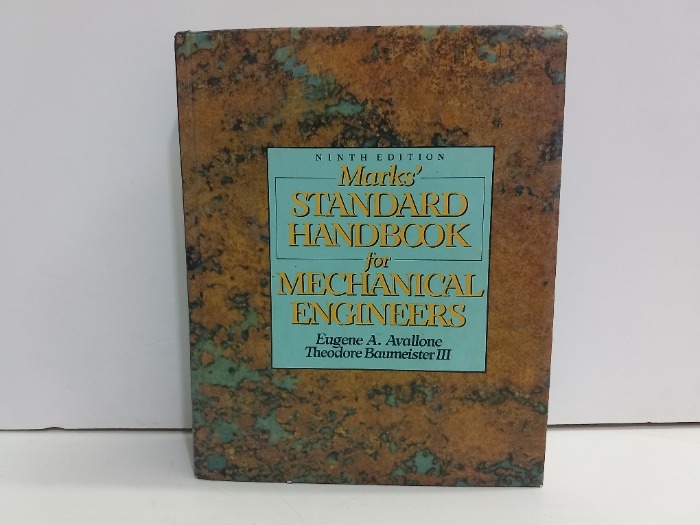 NINTH EDITION
Marks'
STANDARD
HANDBOOK
for
MECHANICAL
ENGINEERS
Eugene A. Avallone
Theodore Baumeister III